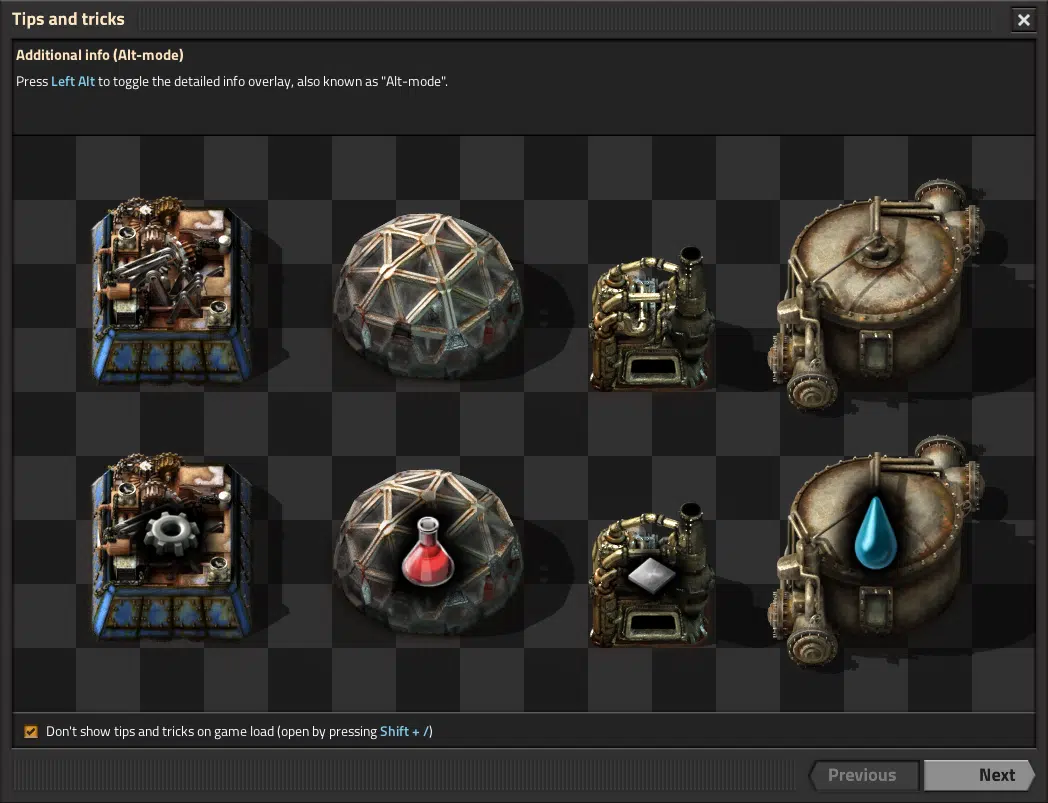 Tips and tricks
Additional info (Alt-mode)
Press Left Alt to toggle the detailed info overlay, also known as "Alt-mode".
Don't show tips and tricks on game load (open by pressing Shift + /)
Previous
Next